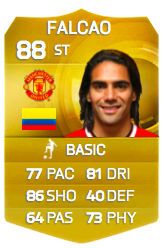 FALCAO
88 ST
BASIC
77 PAC 81 DRI
86 SHO 40 DEF
64 PAS 73 PHY